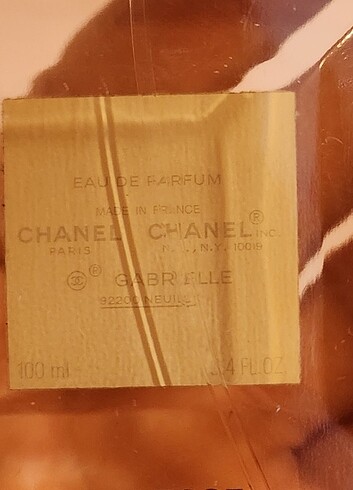 EAU DE PARFUM
MADE IN FRANCE
CHANEL CHANEL® INC.
PARIS N.Y., N.Y. 10019
® GABRIELLE
92200 NEUILLY
100 ml 3.4 FL.OZ.